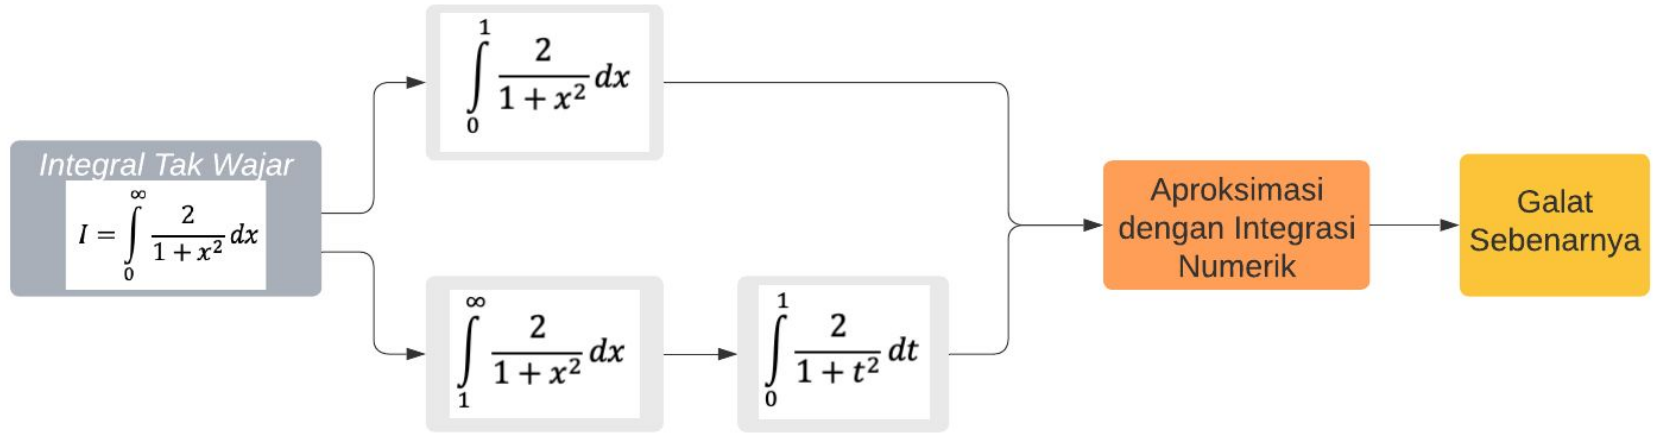 Integral Tak Wajar
I = ∫₀^∞ 2/(1 + x²) dx
∫₀¹ 2/(1 + x²) dx
∫₁^∞ 2/(1 + x²) dx
∫₀¹ 2/(1 + t²) dt
Aproksimasi
dengan Integrasi
Numerik
Galat
Sebenarnya